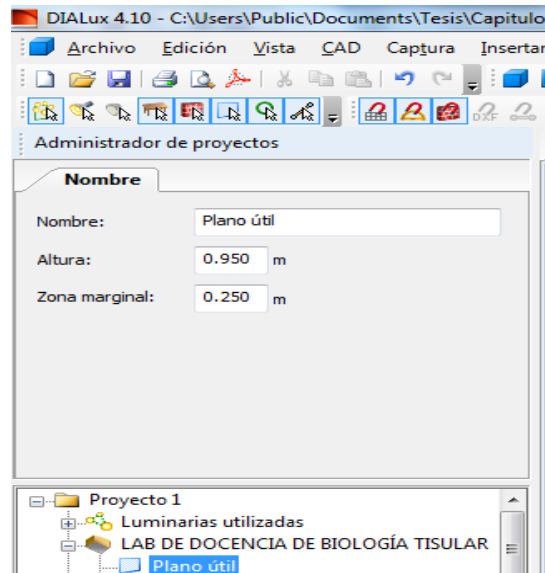 DIALux 4.10 - C:\Users\Public\Documents\Tesis\Capitulo
Archivo Edición Vista CAD Captura Insertar
DXF
Administrador de proyectos
Nombre
Nombre: Plano útil
Altura: 0.950 m
Zona marginal: 0.250 m
Proyecto 1
Luminarias utilizadas
LAB DE DOCENCIA DE BIOLOGÍA TISULAR
Plano útil